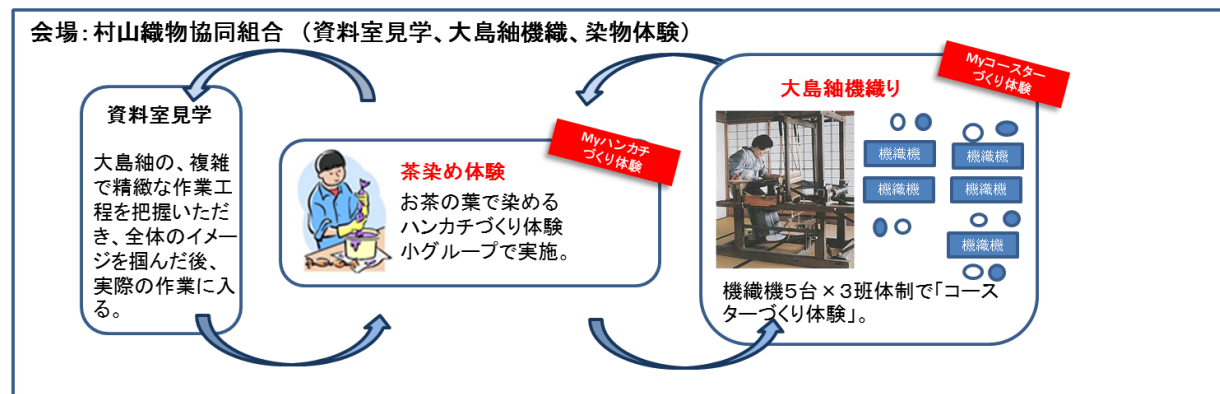 会場：村山織物協同組合　（資料室見学、大島紬機織、染物体験）
資料室見学
大島紬の、複雑
で精緻な作業工
程を把握いただ
き、全体のイメー
ジを掴んだ後、
実際の作業に入
る。
Myハンカチ
づくり体験
茶染め体験
お茶の葉で染める
ハンカチづくり体験
小グループで実施。
Myコースター
づくり体験
大島紬機織り
機織機
機織機
機織機
機織機
機織機
機織機５台×３班体制で「コース
ターづくり体験」。